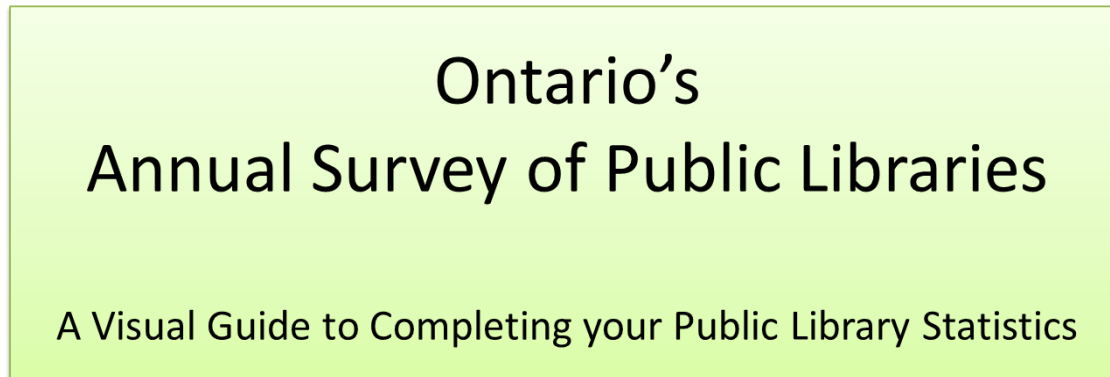 Ontario’s
Annual Survey of Public Libraries
A Visual Guide to Completing your Public Library Statistics